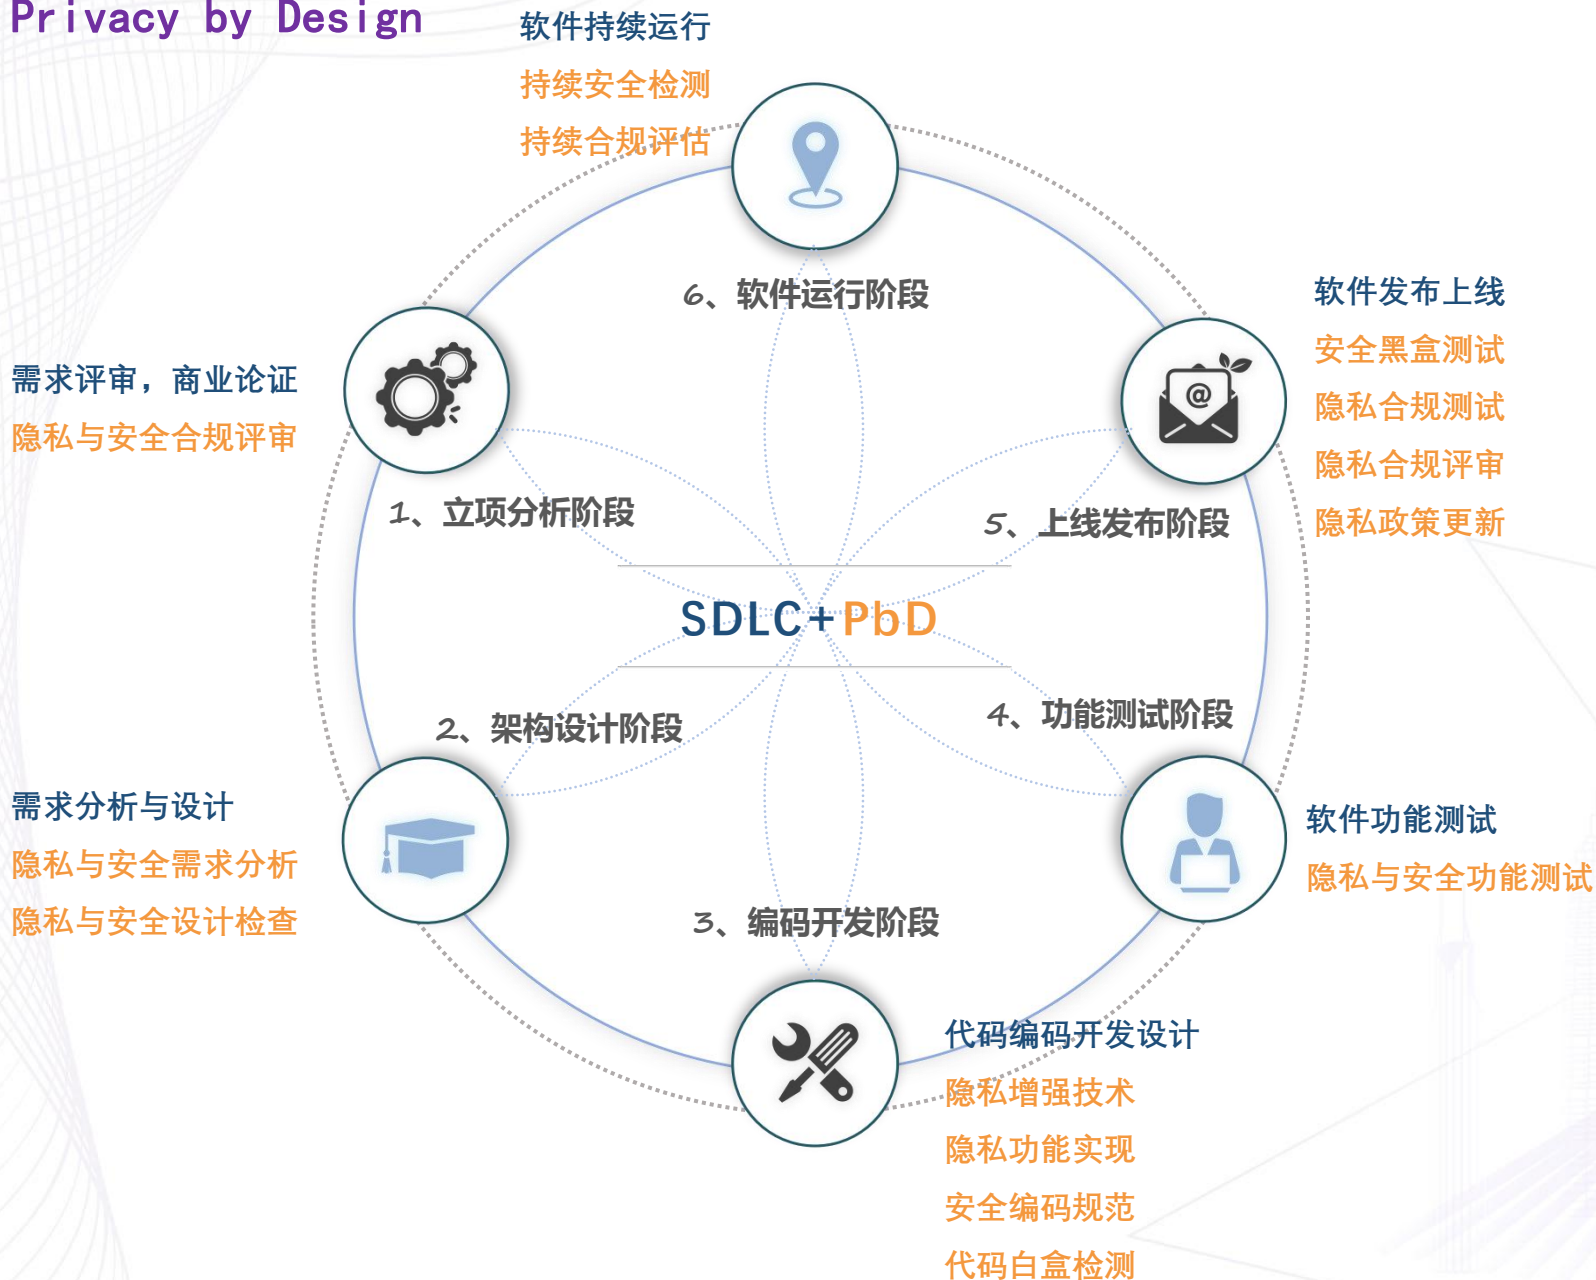 Privacy by Design
软件持续运行
持续安全检测
持续合规评估
6、软件运行阶段
需求评审，商业论证
隐私与安全合规评审
1、立项分析阶段
软件发布上线
安全黑盒测试
隐私合规测试
隐私合规评审
隐私政策更新
5、上线发布阶段
SDLC+PbD
2、架构设计阶段
需求分析与设计
隐私与安全需求分析
隐私与安全设计检查
4、功能测试阶段
软件功能测试
隐私与安全功能测试
3、编码开发阶段
代码编码开发设计
隐私增强技术
隐私功能实现
安全编码规范
代码白盒检测
@